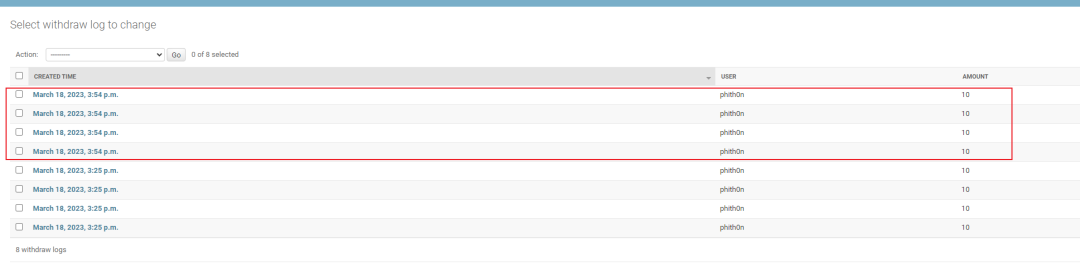 Select withdraw log to change
Action: --------- Go 0 of 8 selected
CREATED TIME USER AMOUNT
March 18, 2023, 3:54 p.m. phith0n 10
March 18, 2023, 3:54 p.m. phith0n 10
March 18, 2023, 3:54 p.m. phith0n 10
March 18, 2023, 3:54 p.m. phith0n 10
March 18, 2023, 3:25 p.m. phith0n 10
March 18, 2023, 3:25 p.m. phith0n 10
March 18, 2023, 3:25 p.m. phith0n 10
March 18, 2023, 3:25 p.m. phith0n 10
8 withdraw logs